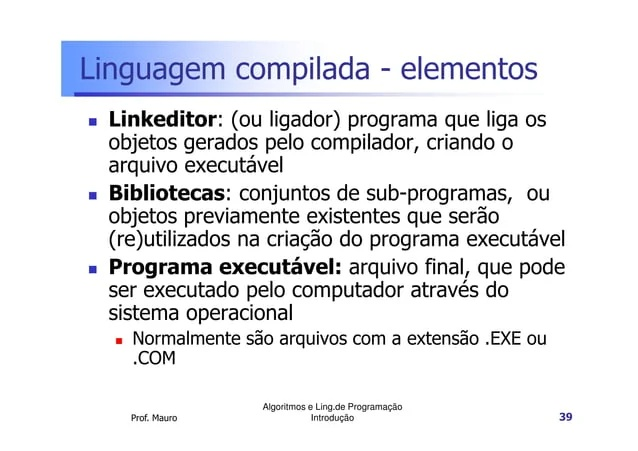 Linguagem compilada - elementos
Linkeditor: (ou ligador) programa que liga os
objetos gerados pelo compilador, criando o
arquivo executável
Bibliotecas: conjuntos de sub-programas, ou
objetos previamente existentes que serão
(re)utilizados na criação do programa executável
Programa executável: arquivo final, que pode
ser executado pelo computador através do
sistema operacional
Normalmente são arquivos com a extensão .EXE ou
.COM
Prof. Mauro
Algoritmos e Ling.de Programação
Introdução
39